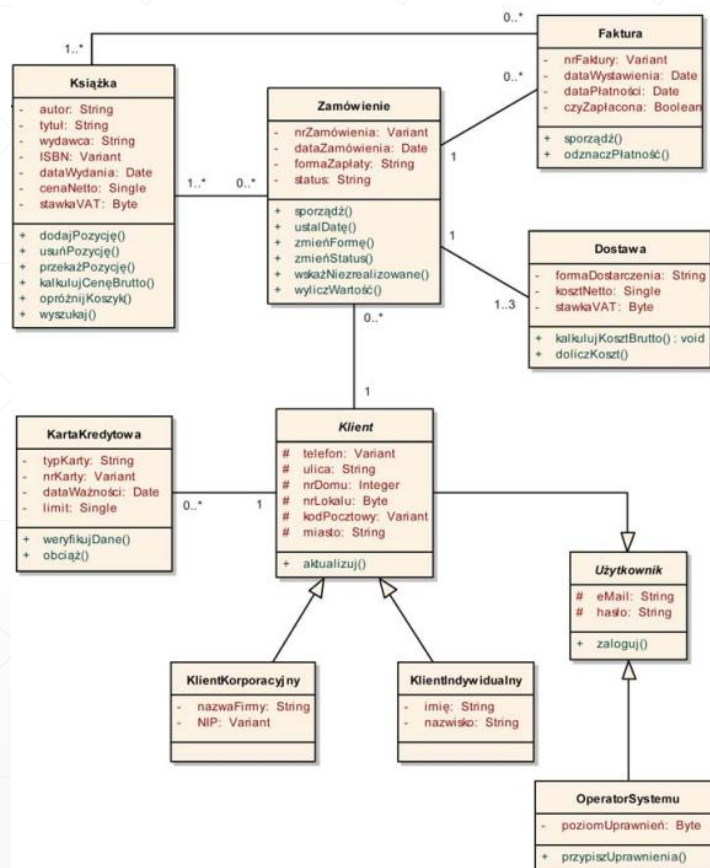 0..*
1..*
Faktura
- nrFaktury: Variant
- dataWystawienia: Date
- dataPłatności: Date
- czyZapłacona: Boolean
+ sporządź()
+ odznaczPłatność()
Książka
- autor: String
- tytuł: String
- wydawca: String
- ISBN: Variant
- dataWydania: Date
- cenaNetto: Single
- stawkaVAT: Byte
+ dodajPozycję()
+ usuńPozycję()
+ przekażPozycję()
+ kalkulujCenęBrutto()
+ opróżnijKoszyk()
+ wyszukaj()
1..*
0..*
Zamówienie
- nrZamówienia: Variant
- dataZamówienia: Date
- formaZapłaty: String
- status: String
+ sporządź()
+ ustalDatę()
+ zmieńFormę()
+ zmieńStatus()
+ wskażNiezrealizowane()
+ wyliczWartość()
0..*
1
1
1..3
Dostawa
- formaDostarczenia: String
- kosztNetto: Single
- stawkaVAT: Byte
+ kalkulujKosztBrutto() : void
+ doliczKoszt()
0..*
1
KartaKredytowa
- typKarty: String
- nrKarty: Variant
- dataWażności: Date
- limit: Single
+ weryfikujDane()
+ obciąż()
0..*
1
Klient
# telefon: Variant
# ulica: String
# nrDomu: Integer
# nrLokalu: Byte
# kodPocztowy: Variant
# miasto: String
+ aktualizuj()
Użytkownik
# eMail: String
# hasło: String
+ zaloguj()
KlientKorporacyjny
- nazwaFirmy: String
- NIP: Variant
KlientIndywidualny
- imię: String
- nazwisko: String
OperatorSystemu
- poziomUprawnień: Byte
+ przypiszUprawnienia()